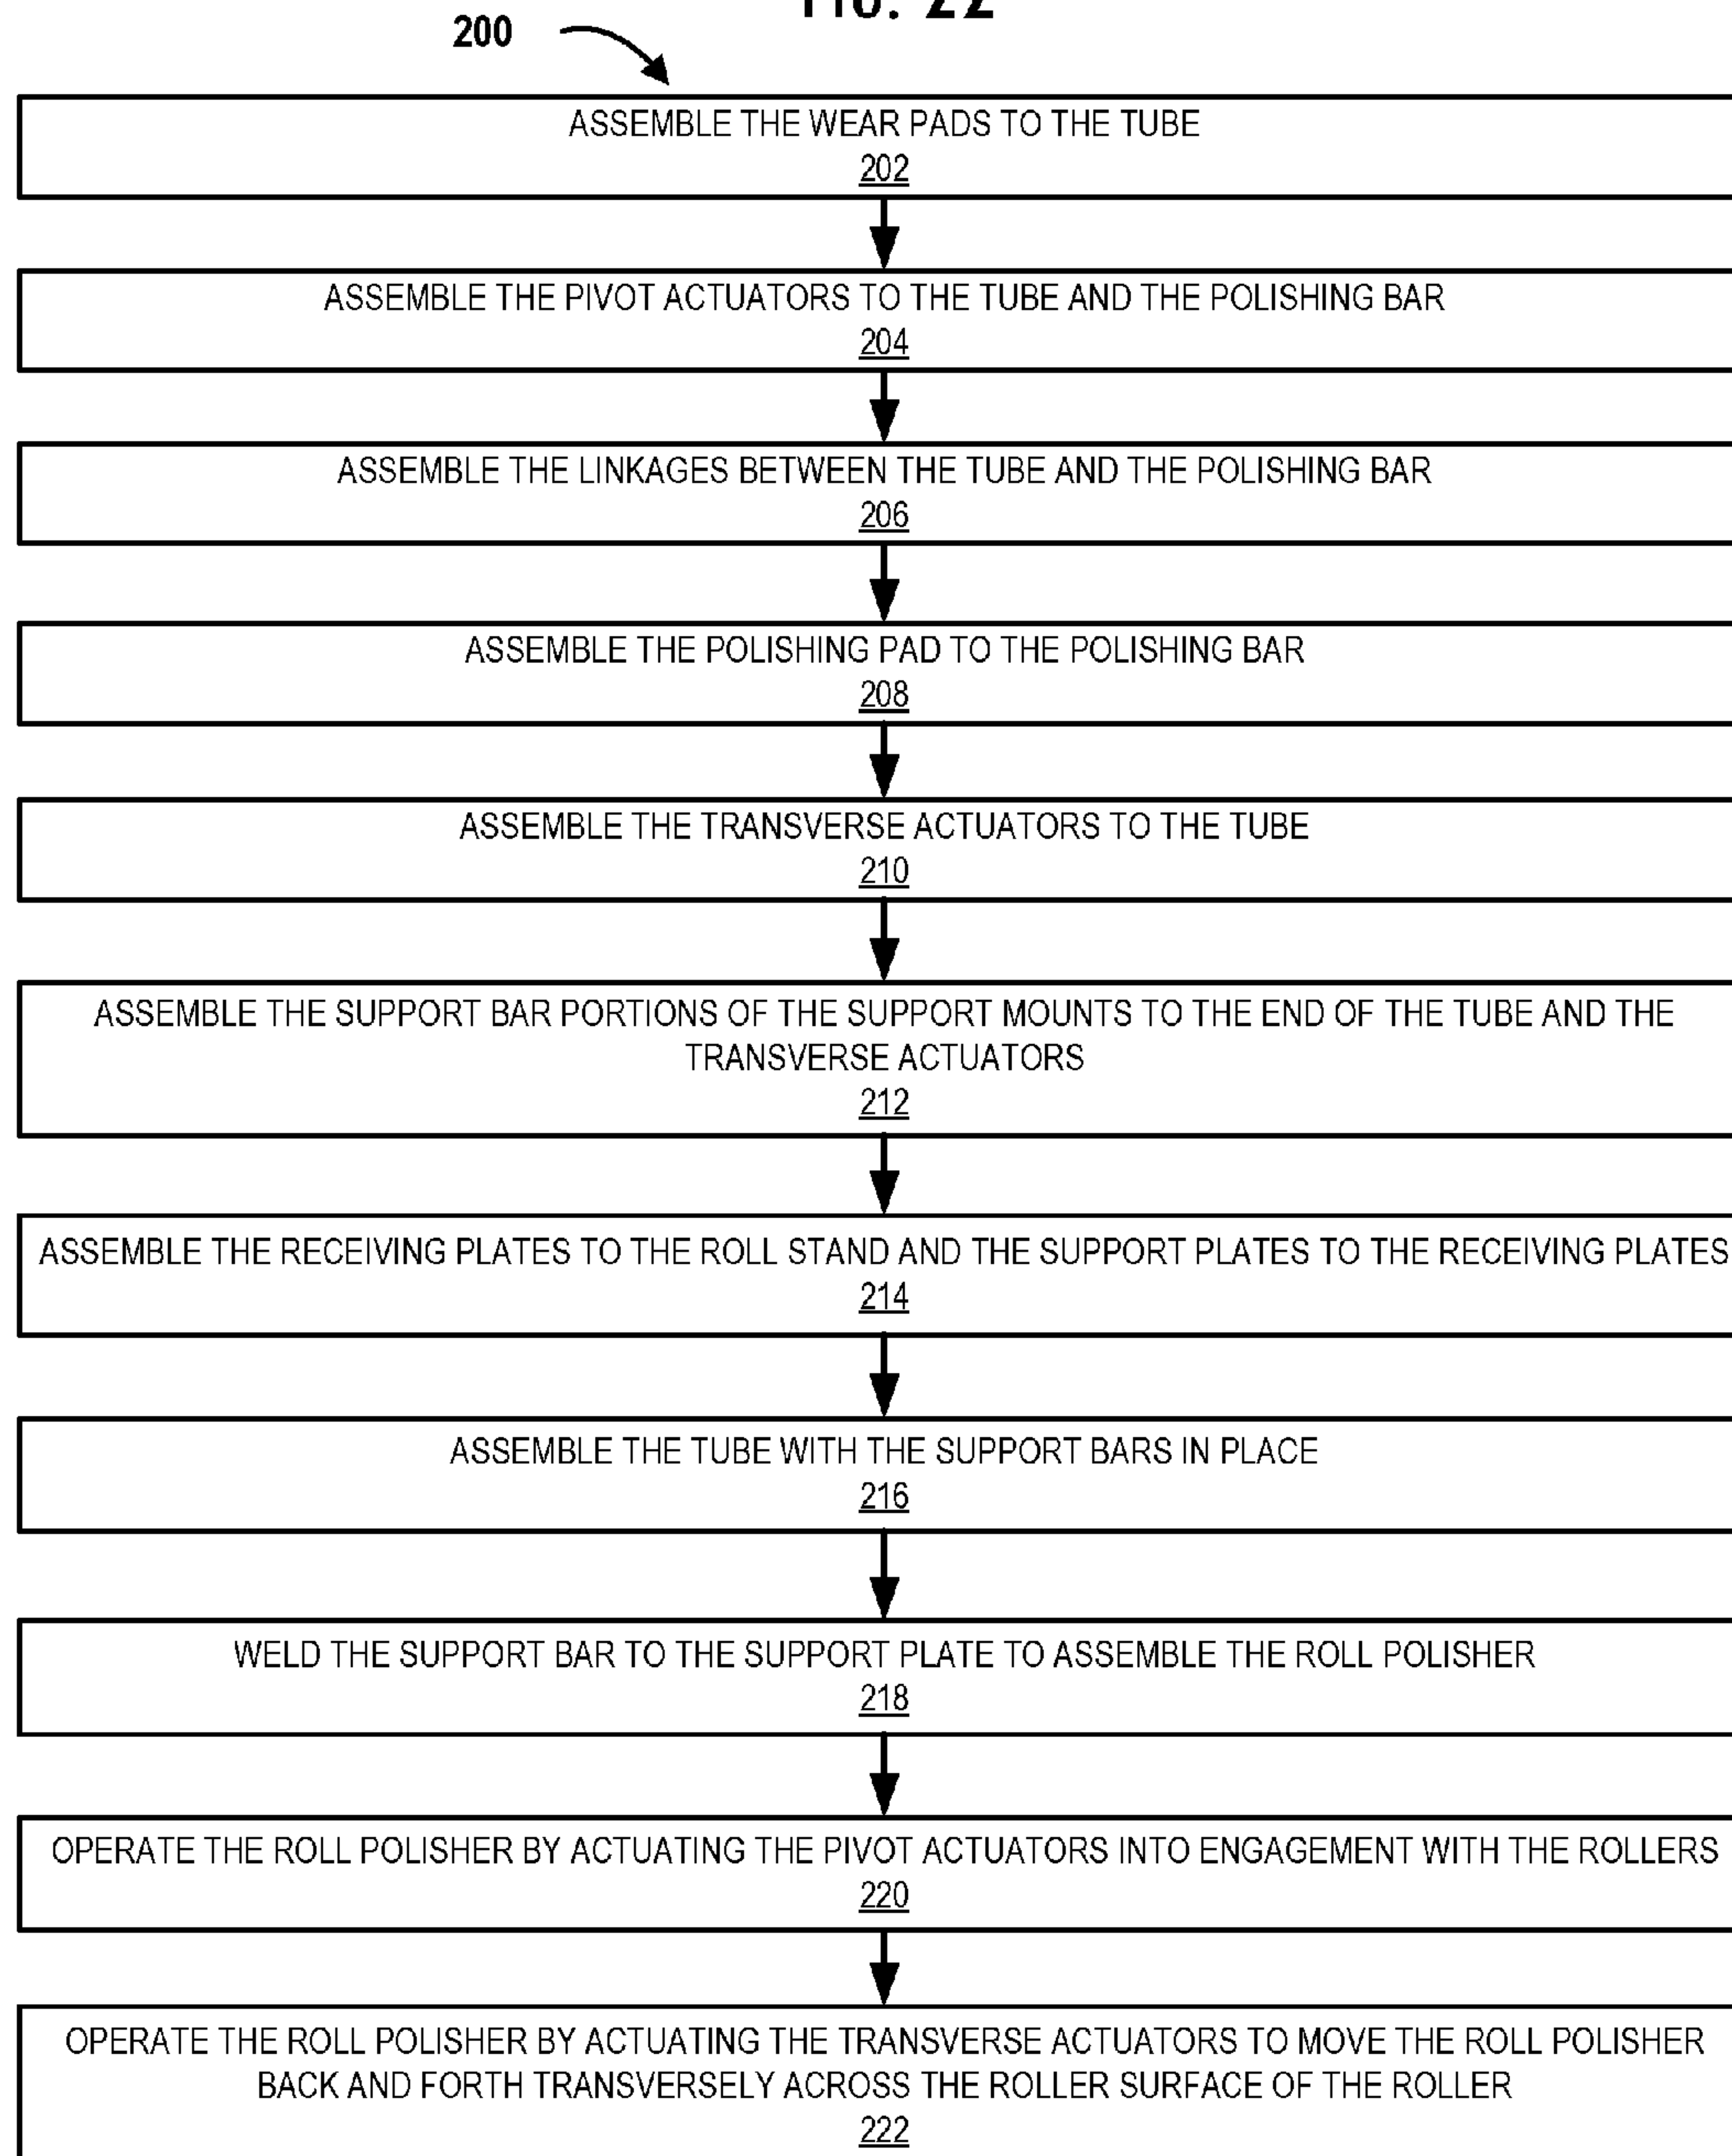 FIG. 22
200
ASSEMBLE THE WEAR PADS TO THE TUBE
202
ASSEMBLE THE PIVOT ACTUATORS TO THE TUBE AND THE POLISHING BAR
204
ASSEMBLE THE LINKAGES BETWEEN THE TUBE AND THE POLISHING BAR
206
ASSEMBLE THE POLISHING PAD TO THE POLISHING BAR
208
ASSEMBLE THE TRANSVERSE ACTUATORS TO THE TUBE
210
ASSEMBLE THE SUPPORT BAR PORTIONS OF THE SUPPORT MOUNTS TO THE END OF THE TUBE AND THE
TRANSVERSE ACTUATORS
212
ASSEMBLE THE RECEIVING PLATES TO THE ROLL STAND AND THE SUPPORT PLATES TO THE RECEIVING PLATES
214
ASSEMBLE THE TUBE WITH THE SUPPORT BARS IN PLACE
216
WELD THE SUPPORT BAR TO THE SUPPORT PLATE TO ASSEMBLE THE ROLL POLISHER
218
OPERATE THE ROLL POLISHER BY ACTUATING THE PIVOT ACTUATORS INTO ENGAGEMENT WITH THE ROLLERS
220
OPERATE THE ROLL POLISHER BY ACTUATING THE TRANSVERSE ACTUATORS TO MOVE THE ROLL POLISHER
BACK AND FORTH TRANSVERSELY ACROSS THE ROLLER SURFACE OF THE ROLLER
222